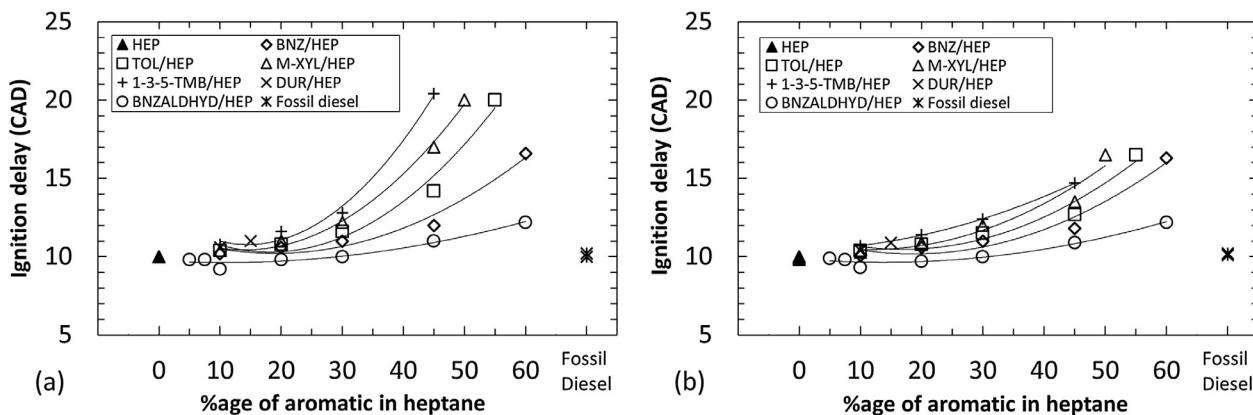 25
20
15
10
5
Ignition delay (CAD)
HEP
BNZ/HEP
TOL/HEP
M-XYL/HEP
1-3-5-TMB/HEP
DUR/HEP
BNZALDHYD/HEP
Fossil diesel
0 10 20 30 40 50 60
Fossil
Diesel
(a)
%age of aromatic in heptane
25
20
15
10
5
Ignition delay (CAD)
HEP
BNZ/HEP
TOL/HEP
M-XYL/HEP
1-3-5-TMB/HEP
DUR/HEP
BNZALDHYD/HEP
Fossil diesel
0 10 20 30 40 50 60
Fossil
Diesel
(b)
%age of aromatic in heptane